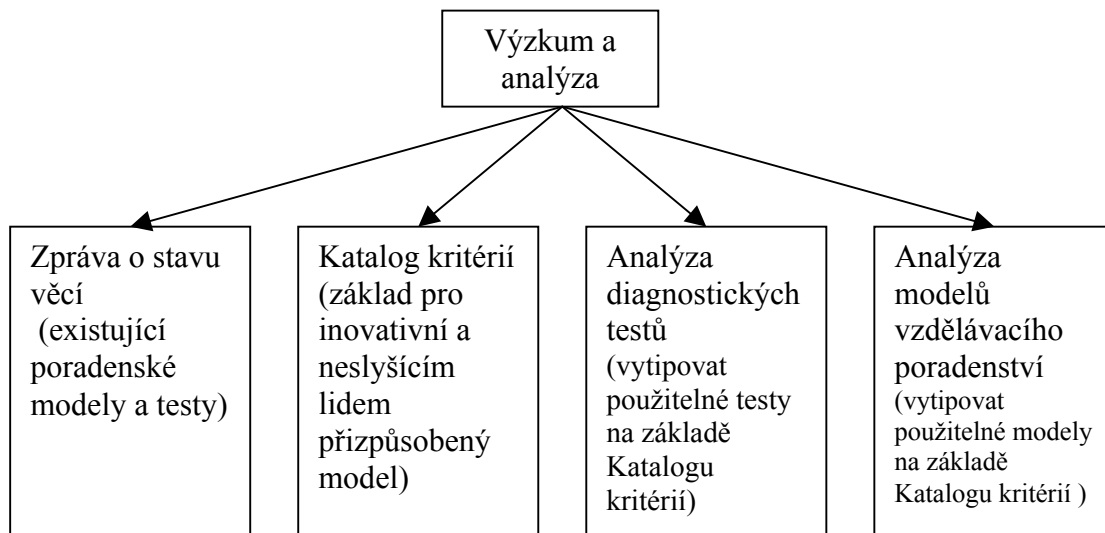 Výzkum a
analýza
Zpráva o stavu
věcí
(existující
poradenské
modely a testy)
Katalog kritérií
(základ pro
inovativní a
neslyšícím
lidem
přizpůsobený
model)
Analýza
diagnostických
testů
(vytipovat
použitelné testy
na základě
Katalogu
kritérií)
Analýza
modelů
vzdělávacího
poradenství
(vytipovat
použitelné modely
na základě
Katalogu kritérií )